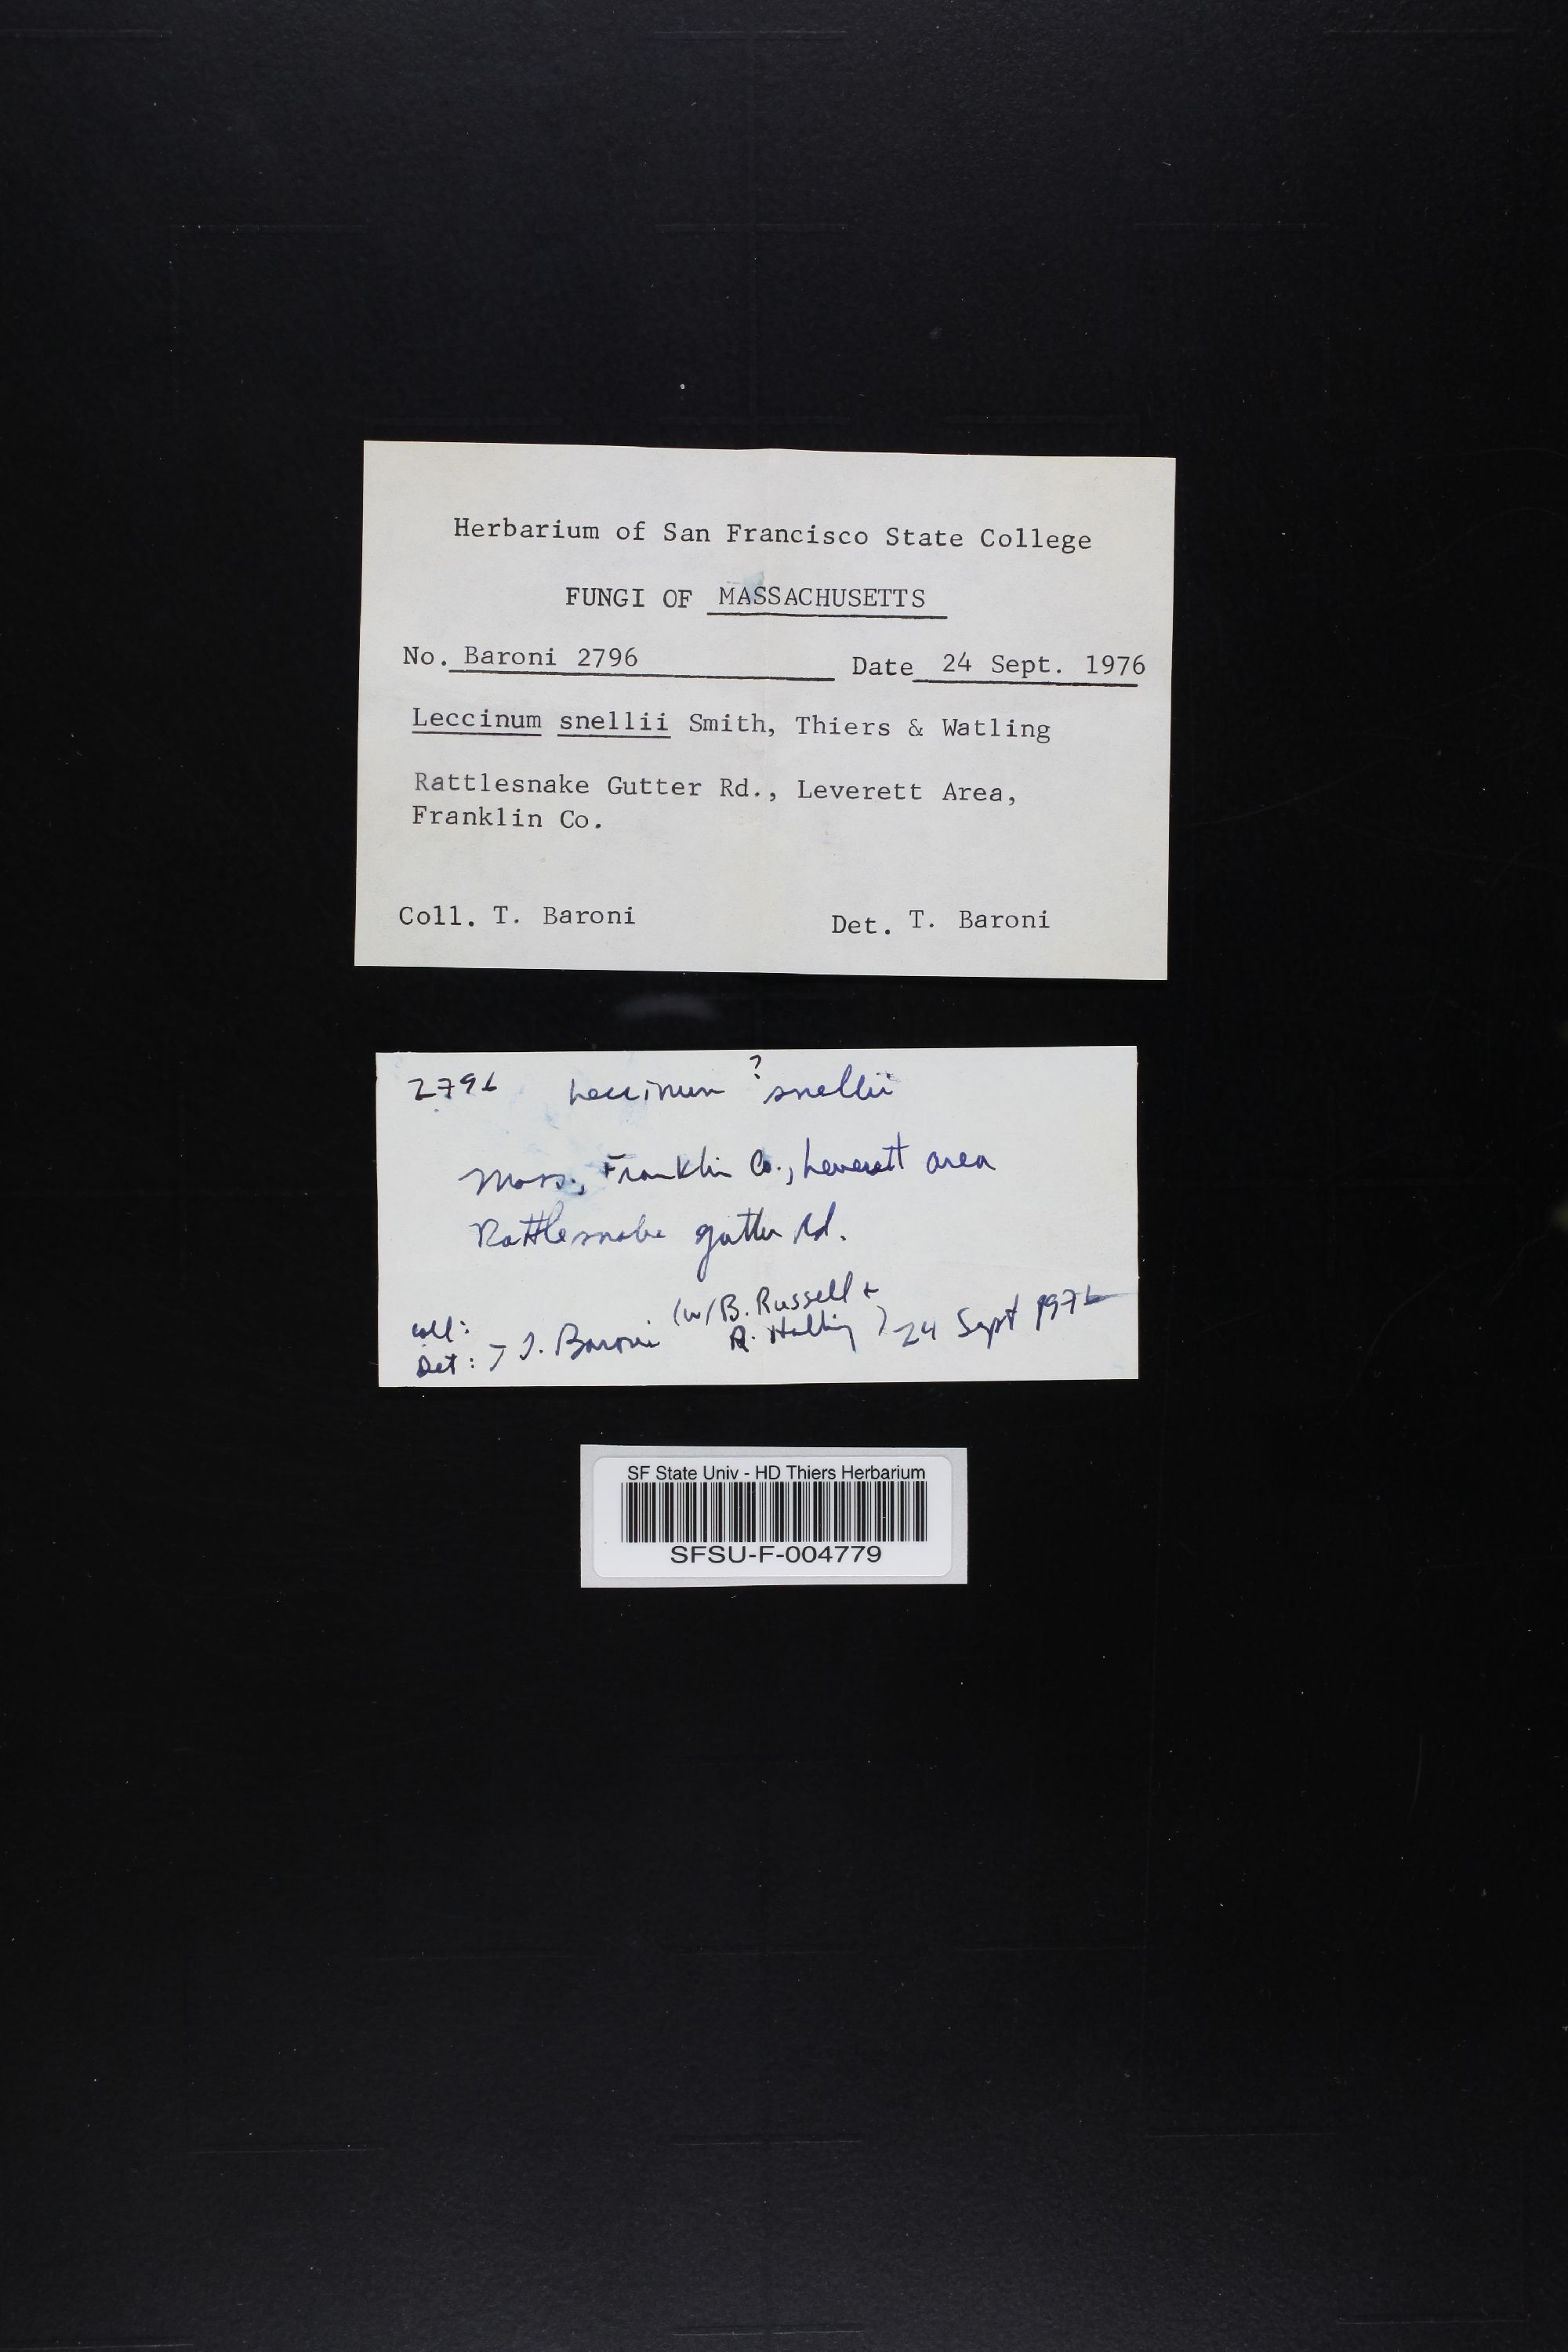 Herbarium of San Francisco State College
FUNGI OF MASSACHUSETTS
No. Baroni 2796 Date 24 Sept. 1976
Leccinum snellii Smith, Thiers & Watling
Rattlesnake Gutter Rd., Leverett Area,
Franklin Co.
Coll. T. Baroni Det. T. Baroni
2796 Leccinum ? snellii
Mass., Franklin Co., Leverett area
Rattlesnake gutter Rd.
Coll:
Det: > T. Baroni (w/ B. Russell +
R. Halling) 24 Sept 1976
SF State Univ - HD Thiers Herbarium
SFSU-F-004779